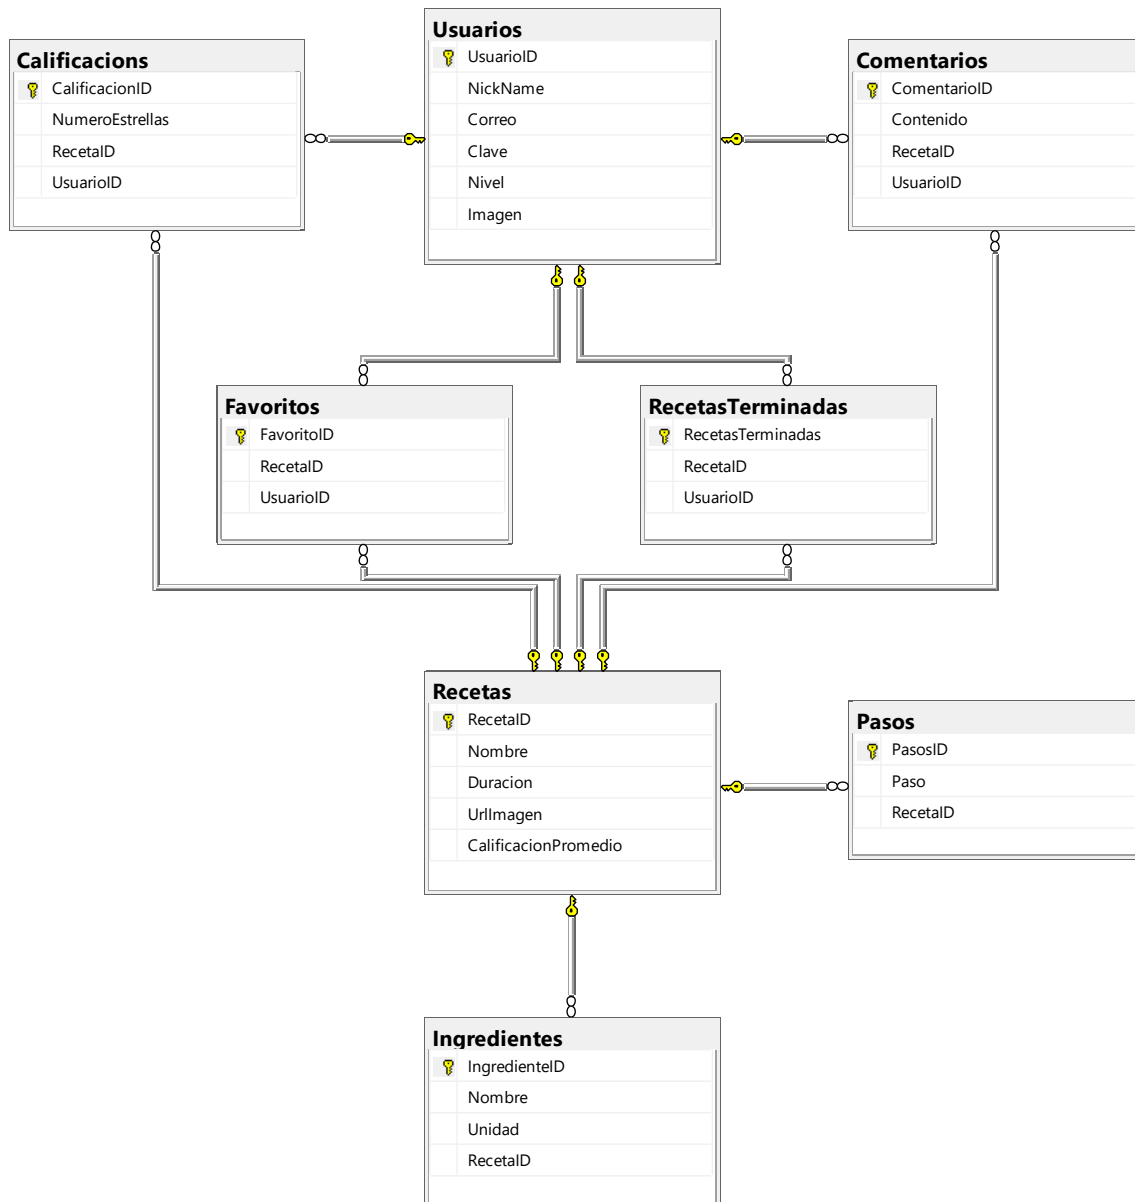 Usuarios
UsuarioID
NickName
Correo
Clave
Nivel
Imagen
Calificacions
CalificacionID
NumeroEstrellas
RecetaID
UsuarioID
Comentarios
ComentarioID
Contenido
RecetaID
UsuarioID
Favoritos
FavoritoID
RecetaID
UsuarioID
RecetasTerminadas
RecetasTerminadas
RecetaID
UsuarioID
Recetas
RecetaID
Nombre
Duracion
UrlImagen
CalificacionPromedio
Pasos
PasosID
Paso
RecetaID
Ingredientes
IngredienteID
Nombre
Unidad
RecetaID